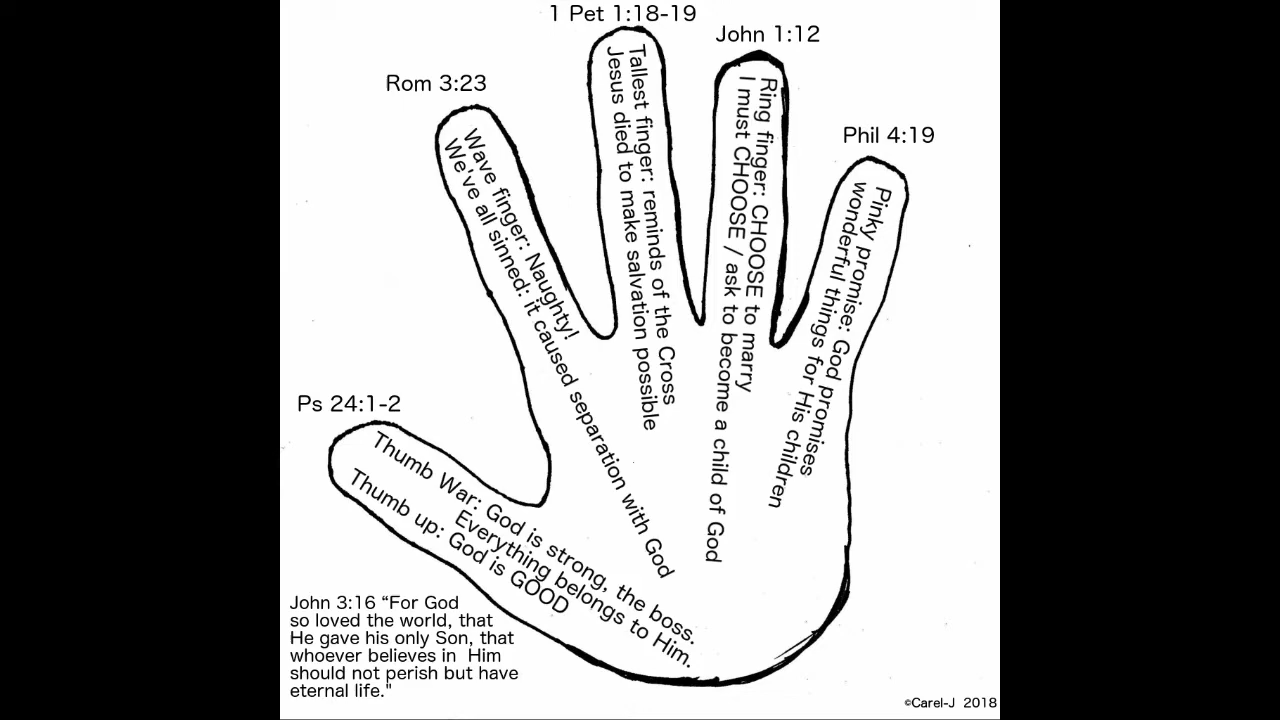 1 Pet 1:18-19
John 1:12
Rom 3:23
Phil 4:19
Ps 24:1-2
Thumb War: God is strong, the boss.
Everything belongs to Him.
Thumb up: God is GOOD
Wave finger: Naughty!
We've all sinned: it caused separation with God
Tallest finger: reminds of the Cross
Jesus died to make salvation possible
Ring finger: CHOOSE to marry
I must CHOOSE / ask to become a child of God
Pinky promise: God promises
wonderful things for His children
John 3:16 “For God
so loved the world, that
He gave his only Son, that
whoever believes in  Him
should not perish but have
eternal life."
©Carel-J 2018